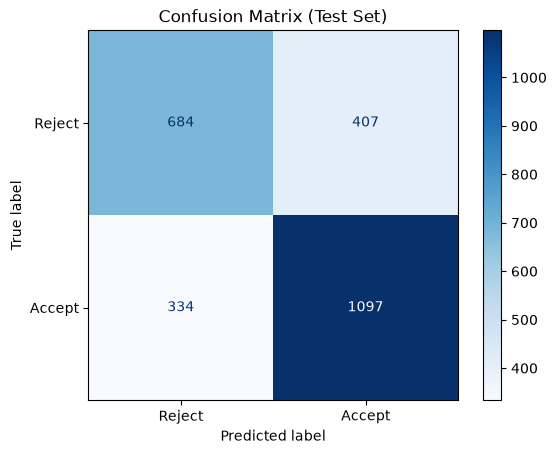 Confusion Matrix (Test Set)
True label
Reject
684
407
Accept
334
1097
Reject
Accept
Predicted label
1000
900
800
700
600
500
400